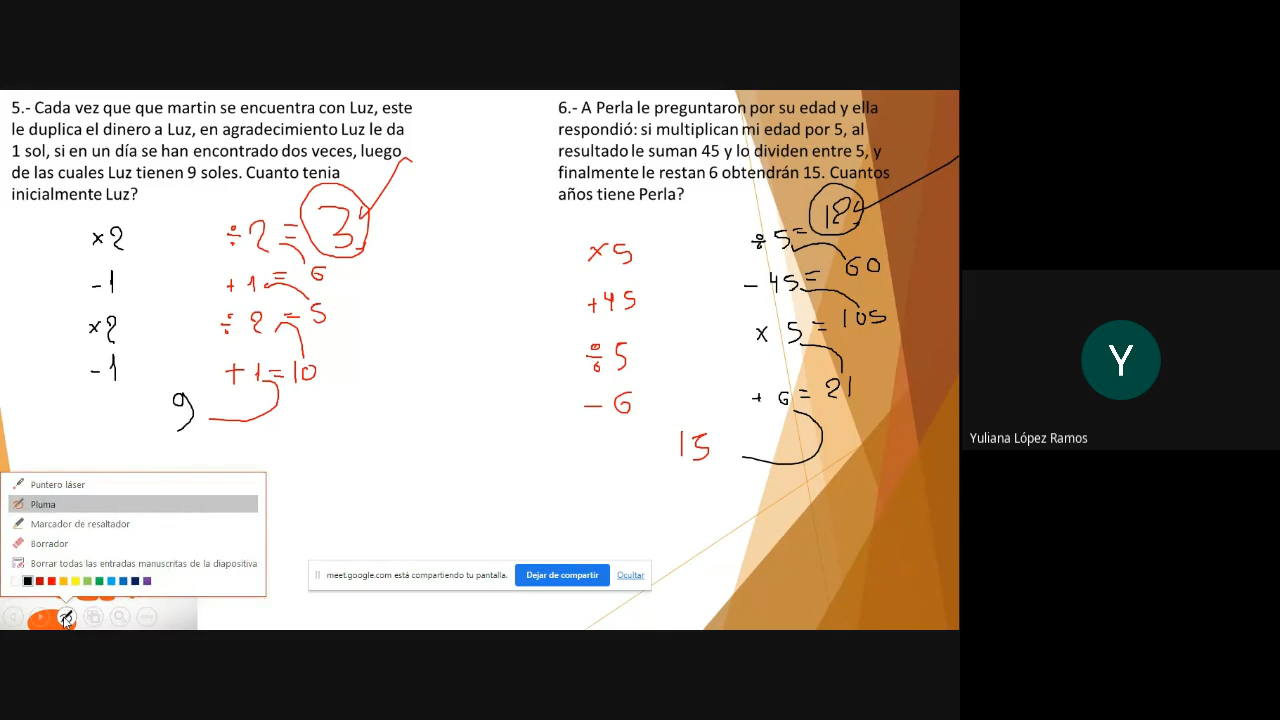 5.- Cada vez que que martin se encuentra con Luz, este
le duplica el dinero a Luz, en agradecimiento Luz le da
1 sol, si en un día se han encontrado dos veces, luego
de las cuales Luz tienen 9 soles. Cuanto tenia
inicialmente Luz?
×2
÷2 = 3
-1
+1 = 6
×2
÷2 = 5
-1
+1=10
9
6.- A Perla le preguntaron por su edad y ella
respondió: si multiplican mi edad por 5, al
resultado le suman 45 y lo dividen entre 5, y
finalmente le restan 6 obtendrán 15. Cuantos
años tiene Perla?
×5
÷5= 12
+45
-45= 60
÷5
×5=105
-6
+6=21
15
Puntero láser
Pluma
Marcador de resaltador
Borrador
Borrar todas las entradas manuscritas de la diapositiva
meet.google.com está compartiendo tu pantalla.
Dejar de compartir
Ocultar
Y
Yuliana López Ramos